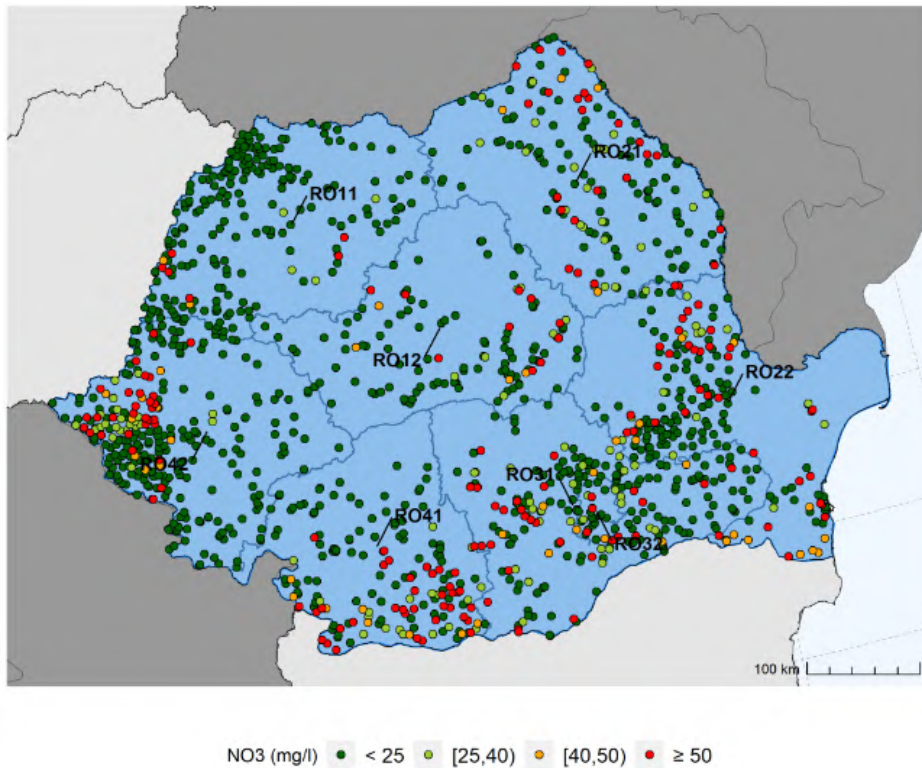 RO21
RO11
RO12
RO22
RO42
RO31
RO41
RO32
100 km
NO3 (mg/l) < 25 [25,40) [40,50) ≥ 50